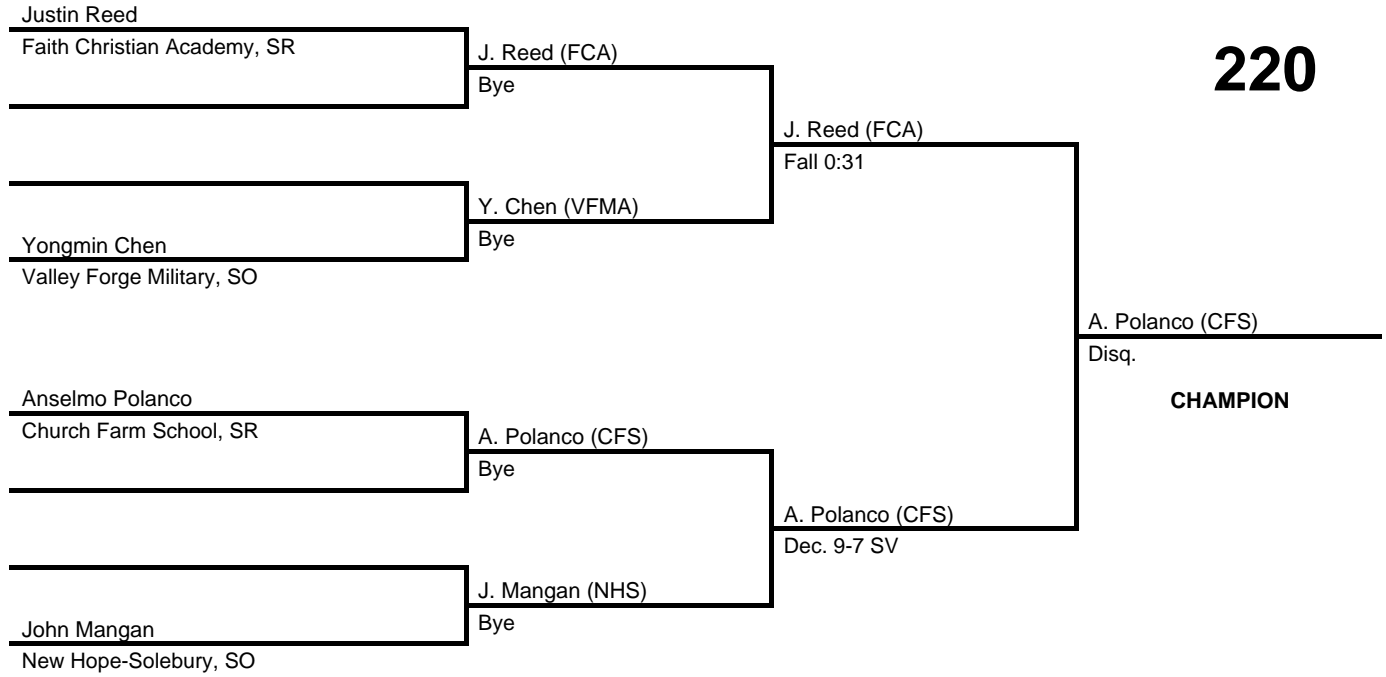 Justin Reed
Faith Christian Academy, SR
J. Reed (FCA)
Bye
220
J. Reed (FCA)
Fall 0:31
Y. Chen (VFMA)
Bye
Yongmin Chen
Valley Forge Military, SO
A. Polanco (CFS)
Disq.
CHAMPION
Anselmo Polanco
Church Farm School, SR
A. Polanco (CFS)
Bye
A. Polanco (CFS)
Dec. 9-7 SV
J. Mangan (NHS)
Bye
John Mangan
New Hope-Solebury, SO